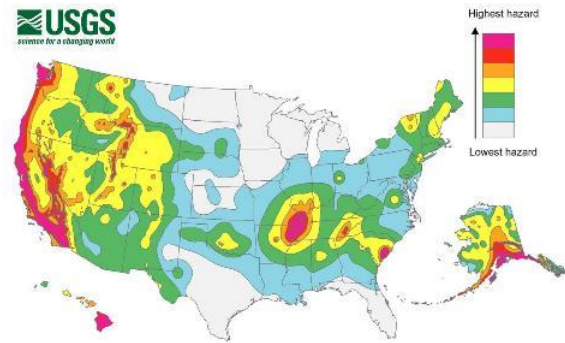 USGS
science for a changing world
Highest hazard
Lowest hazard